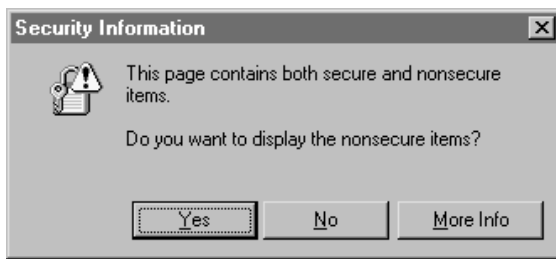 Security Information
This page contains both secure and nonsecure
items.
Do you want to display the nonsecure items?
Yes
No
More Info